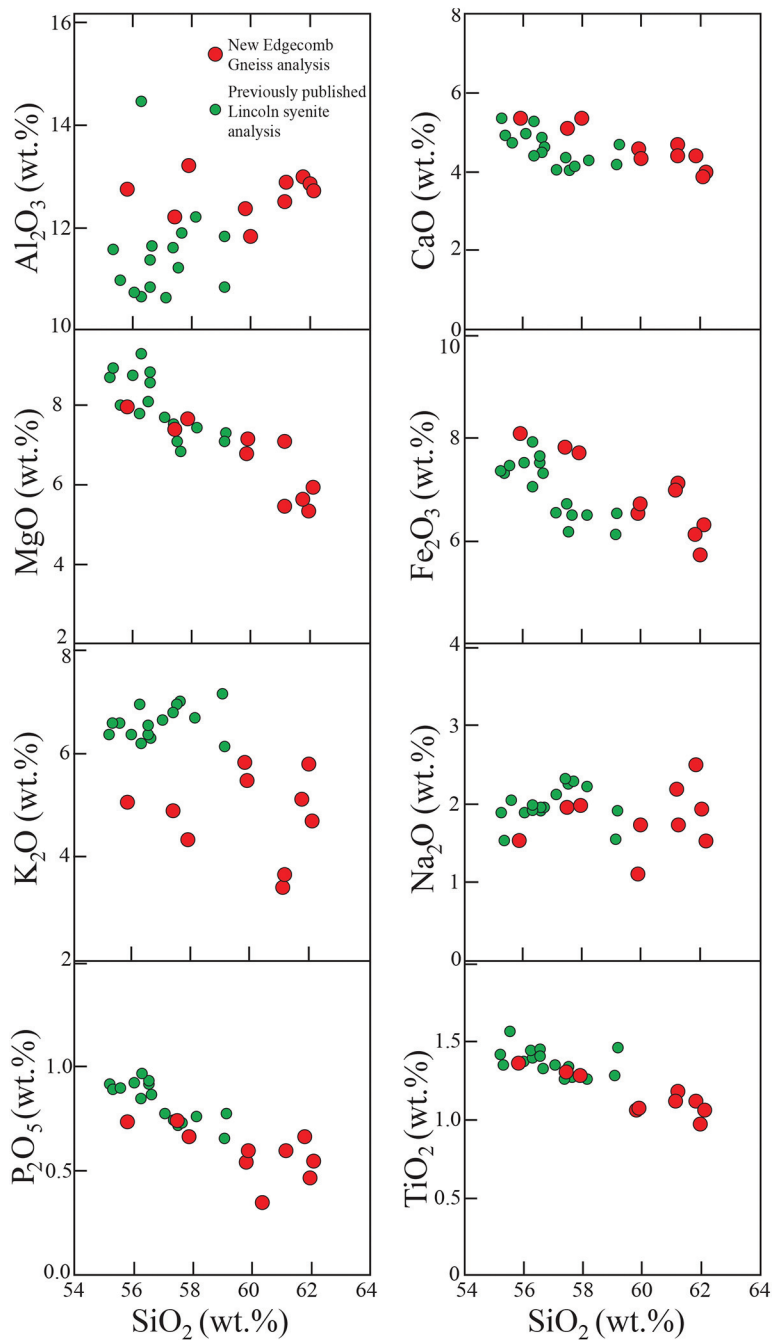 16
14
12
10
Al2O3 (wt.%)
New Edgecomb
Gneiss analysis
Previously published
Lincoln syenite
analysis
8
6
4
2
0
CaO (wt.%)
8
6
4
2
MgO (wt.%)
10
8
6
Fe2O3 (wt.%)
8
6
4
2
K2O (wt.%)
4
3
2
1
0
Na2O (wt.%)
2
1.0
0.5
0.0
P2O5 (wt.%)
1.5
1.0
0.5
0
TiO2 (wt.%)
54 56 58 60 62 64
SiO2 (wt.%)
54 56 58 60 62 64
SiO2 (wt.%)